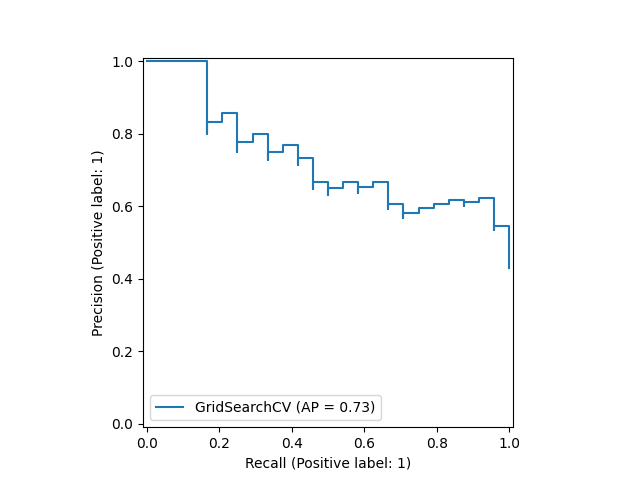 1.0
0.8
0.6
0.4
0.2
0.0
Precision (Positive label: 1)
GridSearchCV (AP = 0.73)
0.0 0.2 0.4 0.6 0.8 1.0
Recall (Positive label: 1)